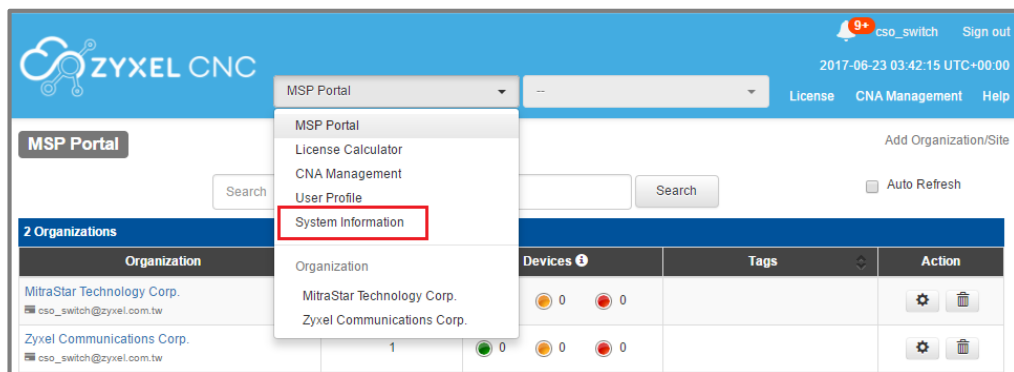 9+ cso_switch Sign out
ZYXEL CNC
2017-06-23 03:42:15 UTC+00:00
MSP Portal --
License CNA Management Help
MSP Portal
MSP Portal
Add Organization/Site
License Calculator
CNA Management
Search Search Auto Refresh
User Profile
System Information
2 Organizations
Organization Devices Tags Action
Organization
MitraStar Technology Corp.
cso_switch@zyxel.com.tw
MitraStar Technology Corp.
0 0
Zyxel Communications Corp.
Zyxel Communications Corp.
cso_switch@zyxel.com.tw
1 0 0 0